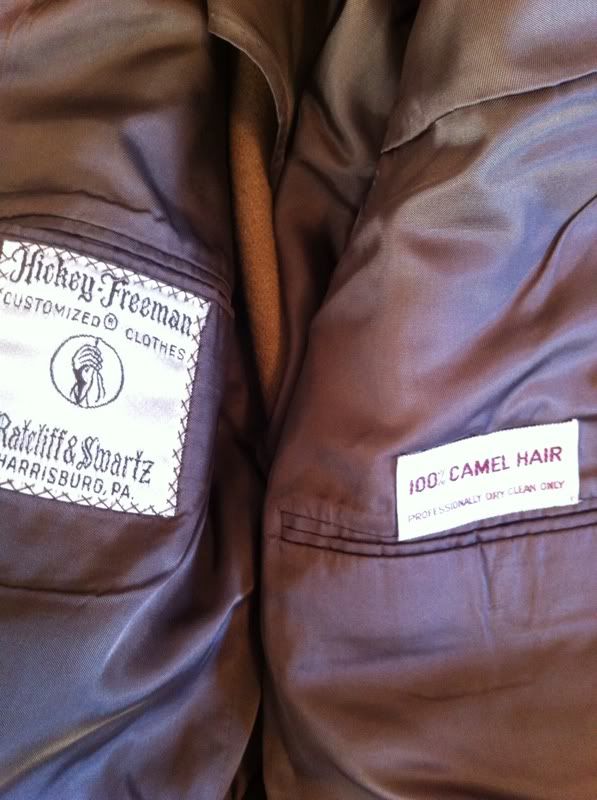 Hickey-Freeman
CUSTOMIZED® CLOTHES
Ratcliff & Swartz
HARRISBURG, PA.
100% CAMEL HAIR
PROFESSIONALLY DRY CLEAN ONLY